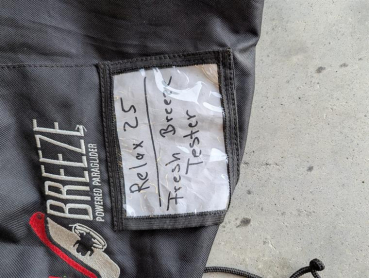 BREEZE
POWERED PARAGLIDER
Relax 25
Fresh Breeze
Tester